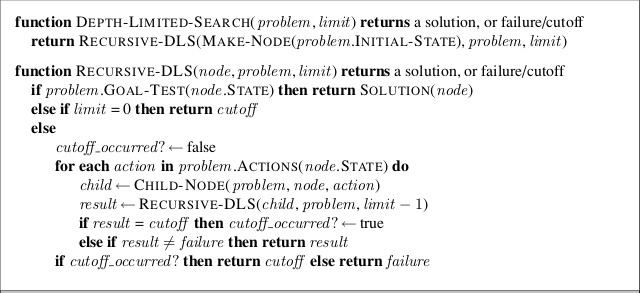 function DEPTH-LIMITED-SEARCH(problem, limit) returns a solution, or failure/cutoff
return RECURSIVE-DLS(MAKE-NODE(problem.INITIAL-STATE), problem, limit)
function RECURSIVE-DLS(node, problem, limit) returns a solution, or failure/cutoff
if problem.GOAL-TEST(node.STATE) then return SOLUTION(node)
else if limit = 0 then return cutoff
else
cutoff_occurred? ← false
for each action in problem.ACTIONS(node.STATE) do
child ← CHILD-NODE(problem, node, action)
result ← RECURSIVE-DLS(child, problem, limit − 1)
if result = cutoff then cutoff_occurred? ← true
else if result ≠ failure then return result
if cutoff_occurred? then return cutoff else return failure